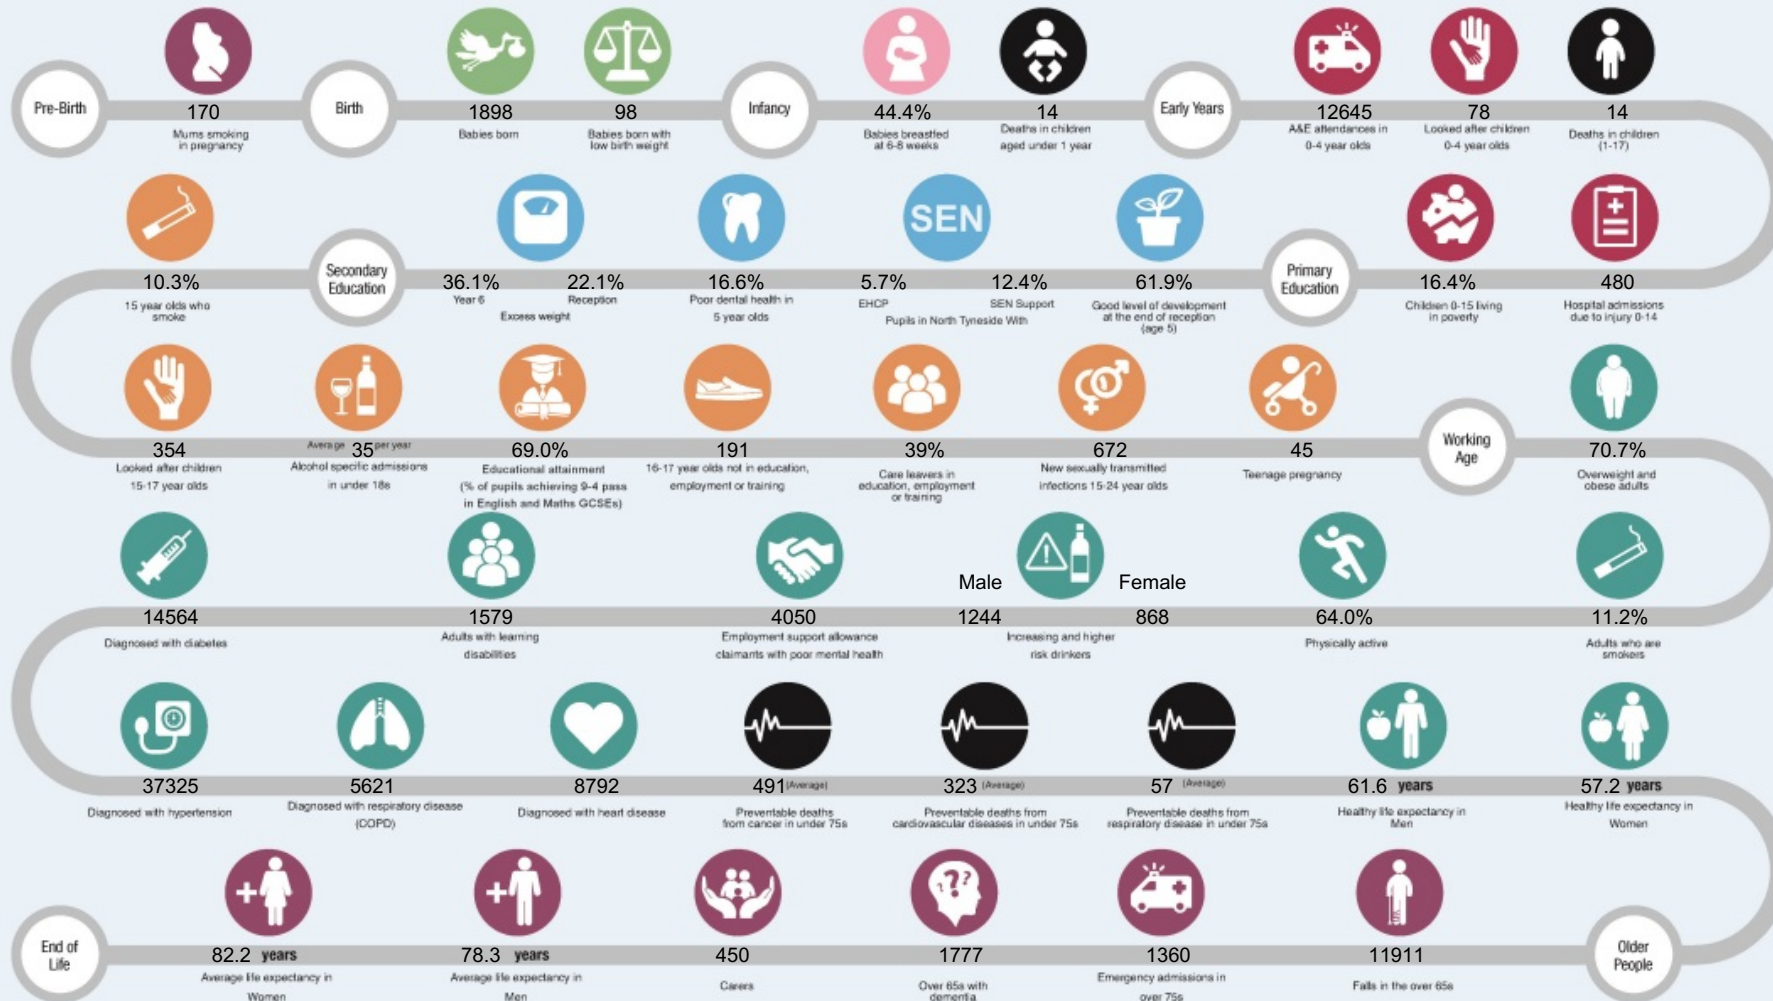 Pre-Birth
170
Mums smoking
in pregnancy
Birth
1898
Babies born
98
Babies born with
low birth weight
Infancy
44.4%
Babies breastfed
at 6-8 weeks
14
Deaths in children
aged under 1 year
Early Years
12645
A&E attendances in
0-4 year olds
78
Looked after children
0-4 year olds
14
Deaths in children
(1-17)
480
Hospital admissions
due to injury 0-14
16.4%
Children 0-15 living
in poverty
Primary
Education
61.9%
Good level of development
at the end of reception
(age 5)
SEN
5.7%
EHCP
12.4%
SEN Support
Pupils in North Tyneside With
16.6%
Poor dental health in
5 year olds
36.1%
Year 6
22.1%
Reception
Excess weight
Secondary
Education
10.3%
15 year olds who
smoke
354
Looked after children
15-17 year olds
Average 35 per year
Alcohol specific admissions
in under 18s
69.0%
Educational attainment
(% of pupils achieving 9-4 pass
in English and Maths GCSEs)
191
16-17 year olds not in education,
employment or training
39%
Care leavers in
education, employment
or training
672
New sexually transmitted
infections 15-24 year olds
45
Teenage pregnancy
Working
Age
70.7%
Overweight and
obese adults
11.2%
Adults who are
smokers
64.0%
Physically active
Male
1244
Female
868
Increasing and higher
risk drinkers
4050
Employment support allowance
claimants with poor mental health
1579
Adults with learning
disabilities
14564
Diagnosed with diabetes
37325
Diagnosed with hypertension
5621
Diagnosed with respiratory disease
(COPD)
8792
Diagnosed with heart disease
491 (Average)
Preventable deaths
from cancer in under 75s
323 (Average)
Preventable deaths from
cardiovascular diseases in under 75s
57 (Average)
Preventable deaths from
respiratory disease in under 75s
61.6 years
Healthy life expectancy in
Men
57.2 years
Healthy life expectancy in
Women
Older
People
11911
Falls in the over 65s
1360
Emergency admissions in
over 75s
???
1777
Over 65s with
dementia
450
Carers
78.3 years
Average life expectancy in
Men
82.2 years
Average life expectancy in
Women
End of
Life